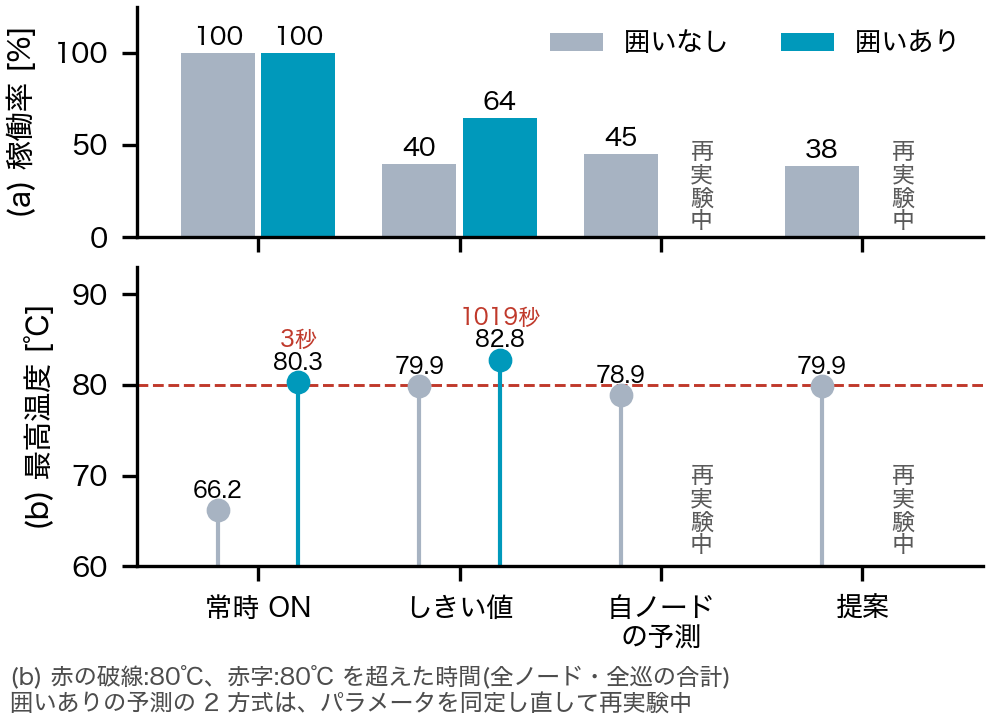 (a) 稼働率 [%]
100
50
0
囲いなし
囲いあり
100
100
40
64
45
再実験中
38
再実験中
(b) 最高温度 [℃]
90
80
70
60
66.2
3秒
80.3
79.9
1019秒
82.8
78.9
再実験中
79.9
再実験中
常時 ON
しきい値
自ノード
の予測
提案
(b) 赤の破線:80℃、赤字:80℃ を超えた時間(全ノード・全巡の合計)
囲いありの予測の 2 方式は、パラメータを同定し直して再実験中